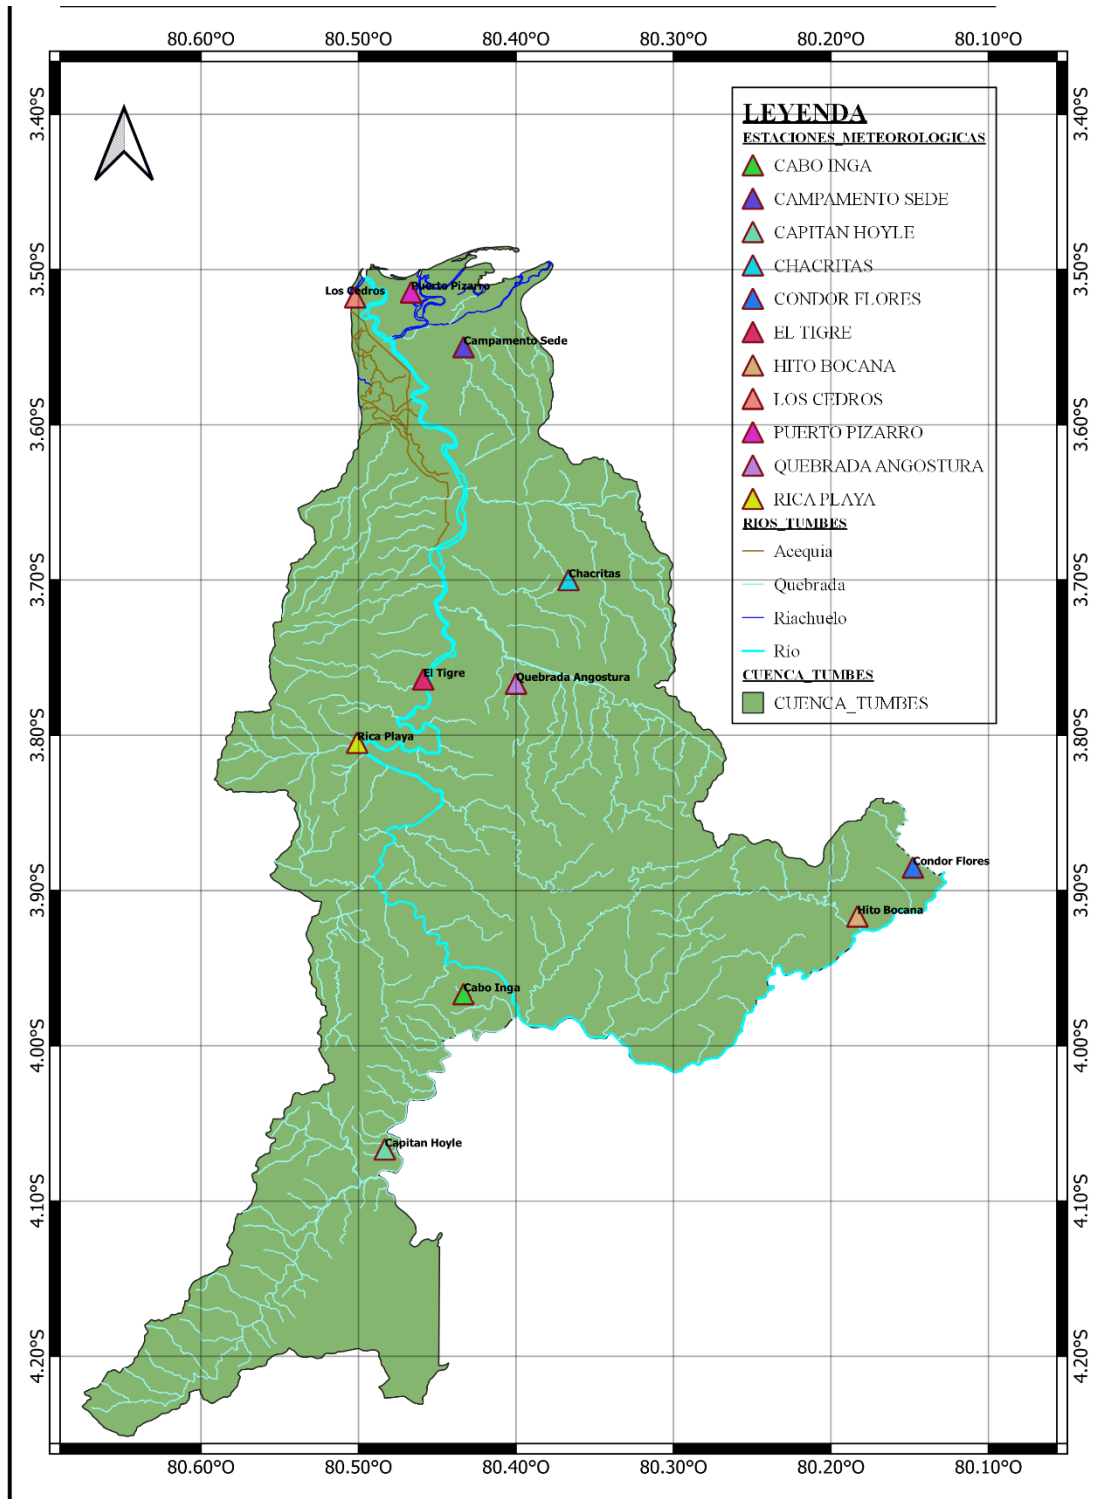 80.60°O 80.50°O 80.40°O 80.30°O 80.20°O 80.10°O
3.40°S 3.40°S
3.50°S 3.50°S
3.60°S 3.60°S
3.70°S 3.70°S
3.80°S 3.80°S
3.90°S 3.90°S
4.00°S 4.00°S
4.10°S 4.10°S
4.20°S 4.20°S
LEYENDA
ESTACIONES_METEOROLOGICAS
CABO INGA
CAMPAMENTO SEDE
CAPITAN HOYLE
CHACRITAS
CONDOR FLORES
EL TIGRE
HITO BOCANA
LOS CEDROS
PUERTO PIZARRO
QUEBRADA ANGOSTURA
RICA PLAYA
RIOS_TUMBES
Acequia
Quebrada
Riachuelo
Río
CUENCA_TUMBES
CUENCA_TUMBES
Puerto Pizarro
Los Cedros
Campamento Sede
Chacritas
El Tigre
Quebrada Angostura
Rica Playa
Condor Flores
Hito Bocana
Cabo Inga
Capitan Hoyle
80.60°O 80.50°O 80.40°O 80.30°O 80.20°O 80.10°O